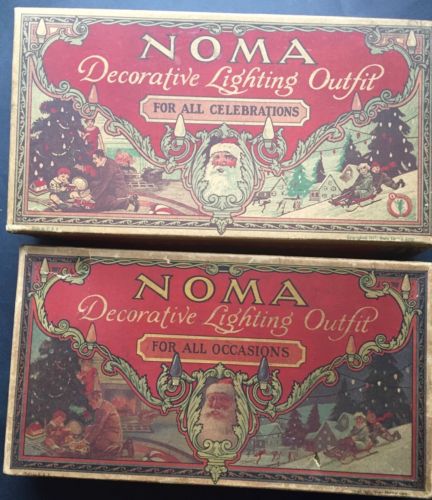 NOMA
Decorative Lighting Outfit
FOR ALL CELEBRATIONS
NOMA
Decorative Lighting Outfit
FOR ALL OCCASIONS